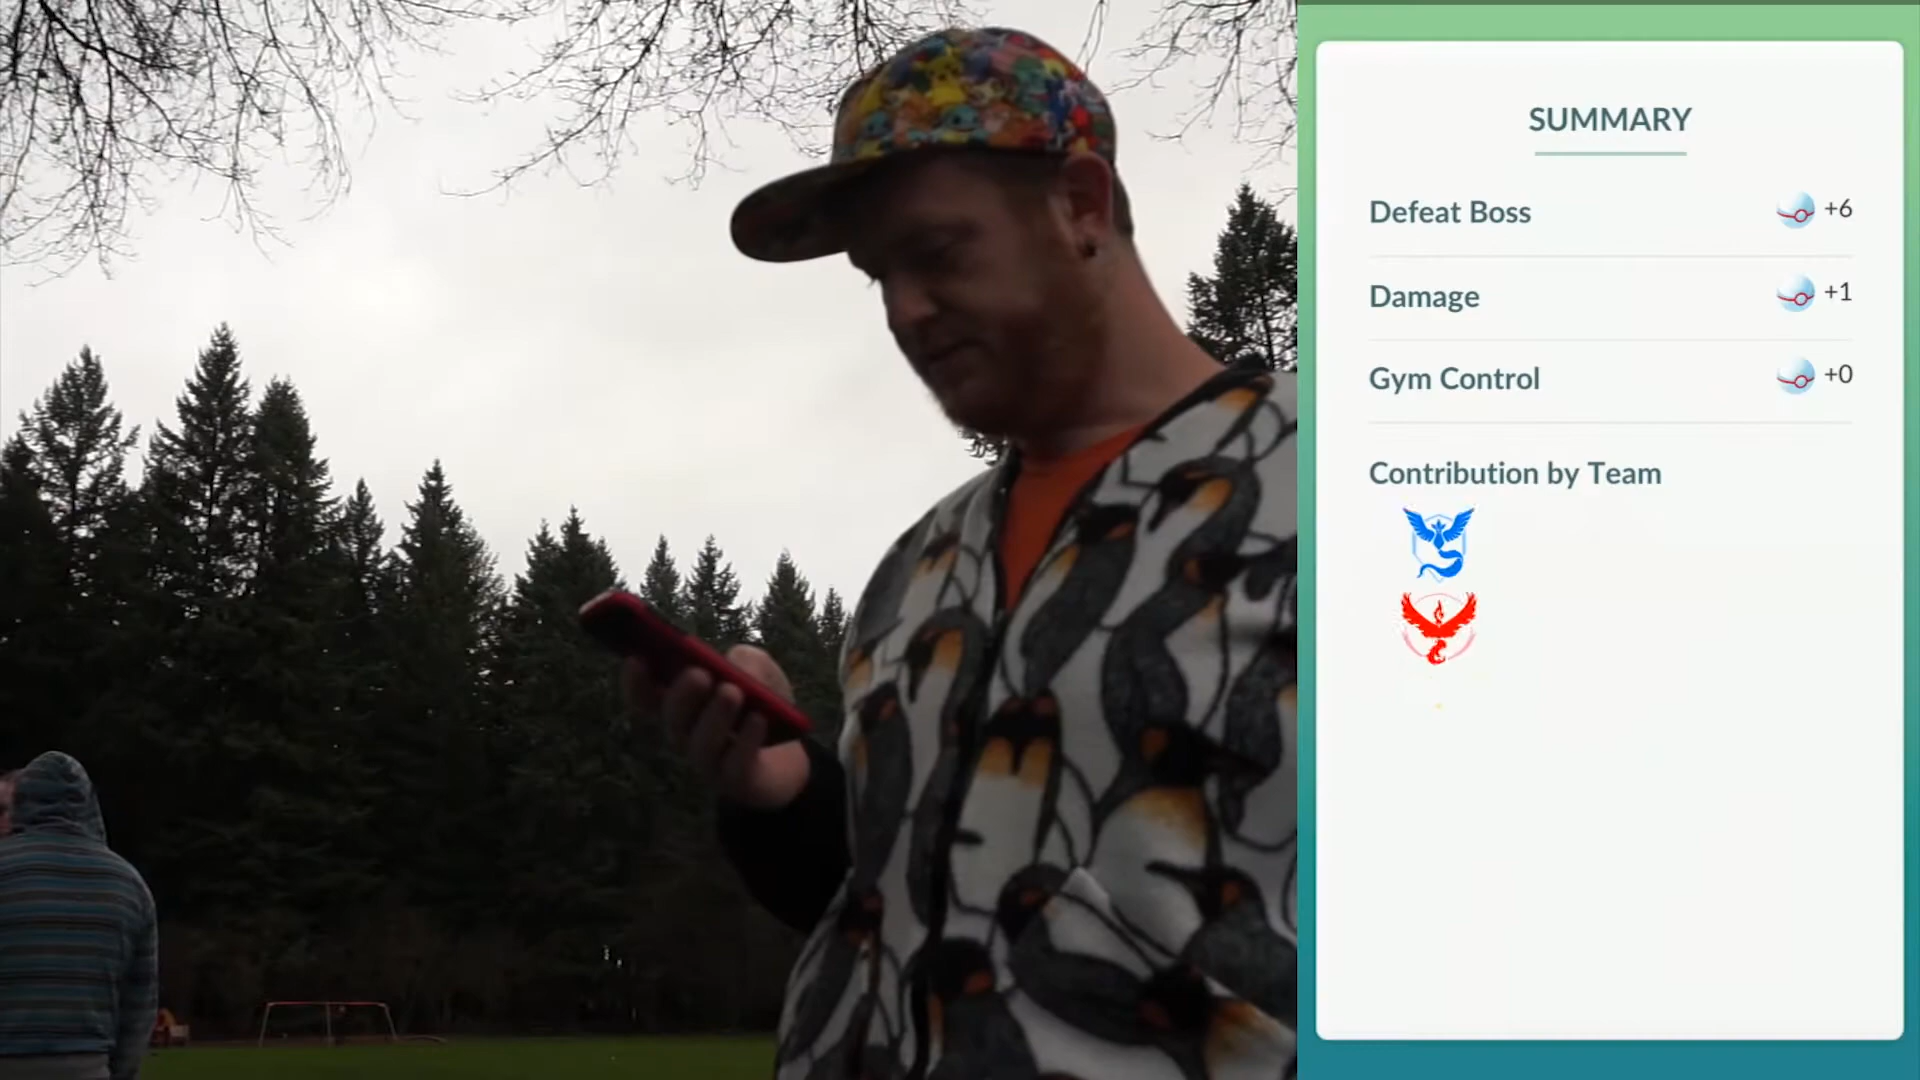 SUMMARY
Defeat Boss +6
Damage +1
Gym Control +0
Contribution by Team